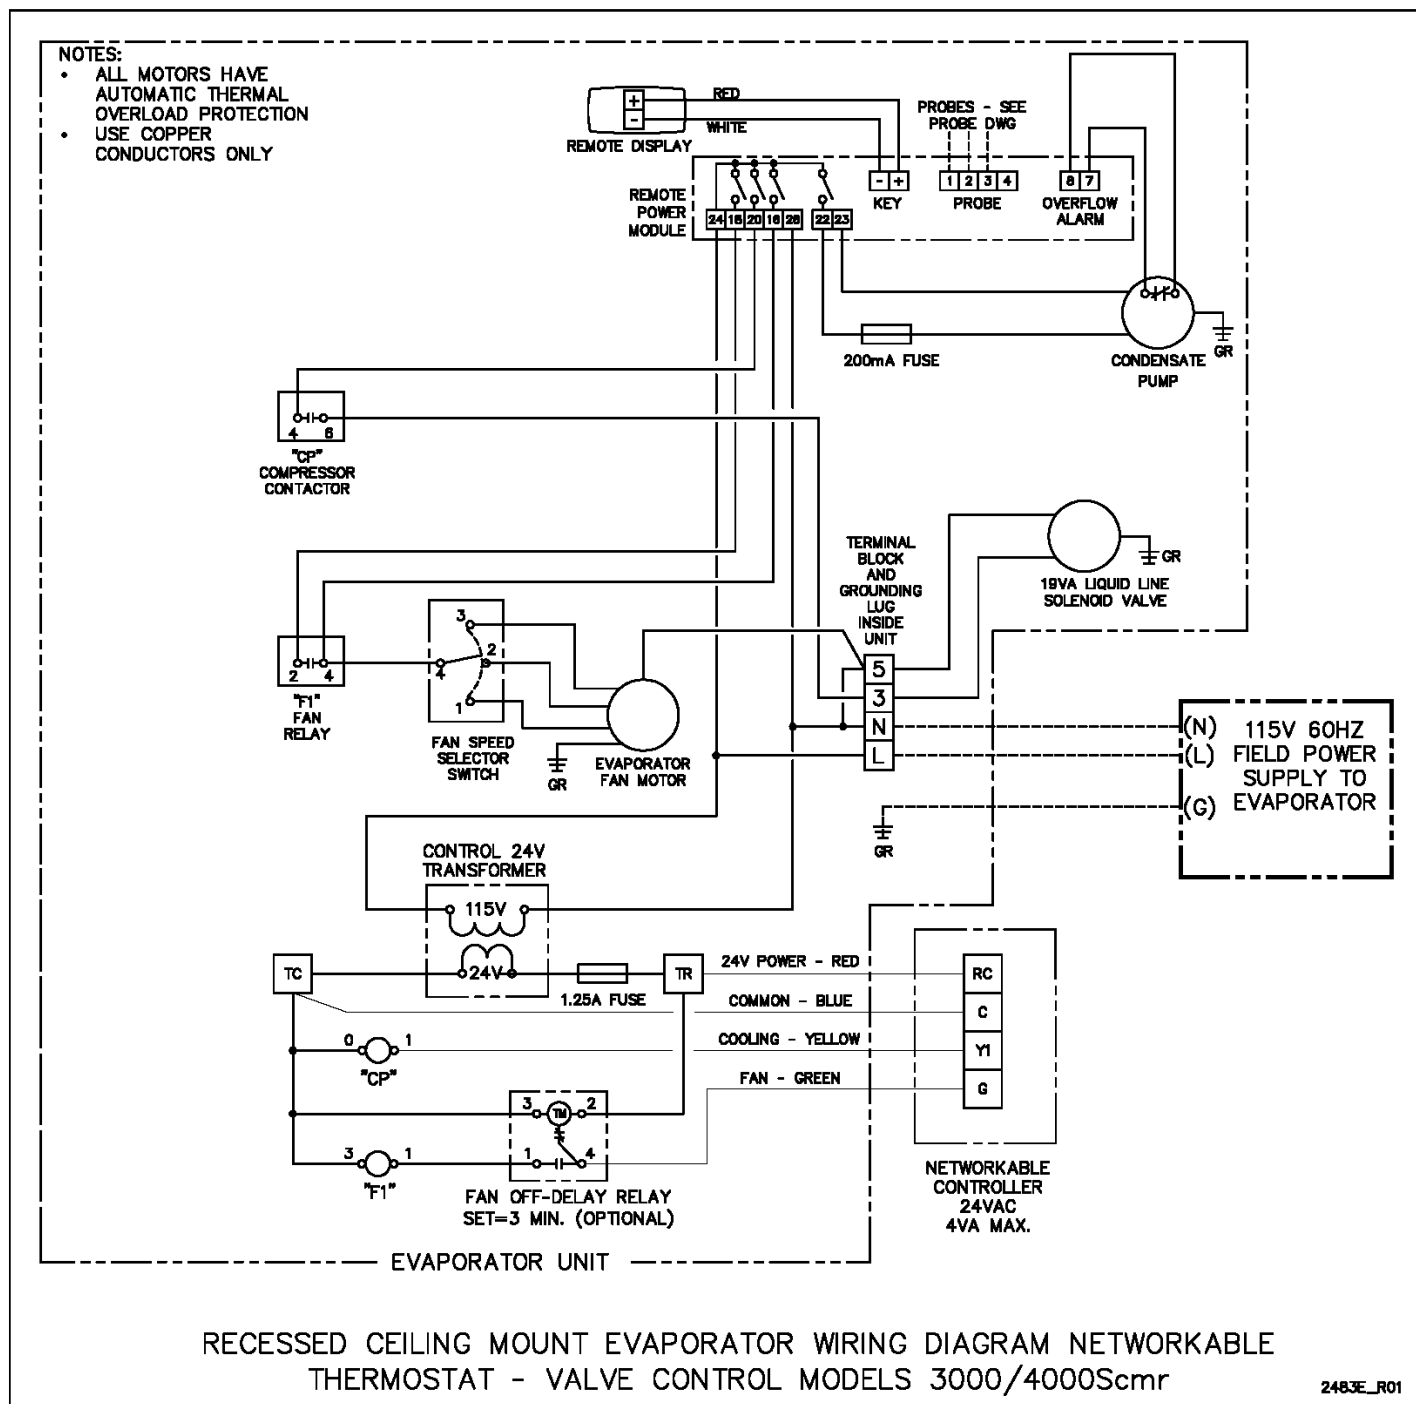 NOTES:
• ALL MOTORS HAVE
AUTOMATIC THERMAL
OVERLOAD PROTECTION
• USE COPPER
CONDUCTORS ONLY
+
-
RED
WHITE
REMOTE DISPLAY
PROBES - SEE
PROBE DWG
REMOTE
POWER
MODULE
24 15 20 16 26
22 23
- +
KEY
1 2 3 4
PROBE
8 7
OVERFLOW
ALARM
200mA FUSE
CONDENSATE
PUMP
GR
4 6
"CP"
COMPRESSOR
CONTACTOR
TERMINAL
BLOCK
AND
GROUNDING
LUG
INSIDE
UNIT
GR
19VA LIQUID LINE
SOLENOID VALVE
2 4
"F1"
FAN
RELAY
3
2
4
1
FAN SPEED
SELECTOR
SWITCH
GR
EVAPORATOR
FAN MOTOR
5
3
N
L
GR
(N)
(L)
(G)
115V 60HZ
FIELD POWER
SUPPLY TO
EVAPORATOR
CONTROL 24V
TRANSFORMER
115V
24V
TC
1.25A FUSE
TR
24V POWER - RED
COMMON - BLUE
COOLING - YELLOW
FAN - GREEN
RC
C
Y1
G
0 1
"CP"
3 TM 2
1 4
3 1
"F1"
FAN OFF-DELAY RELAY
SET=3 MIN. (OPTIONAL)
NETWORKABLE
CONTROLLER
24VAC
4VA MAX.
EVAPORATOR UNIT
RECESSED CEILING MOUNT EVAPORATOR WIRING DIAGRAM NETWORKABLE
THERMOSTAT - VALVE CONTROL MODELS 3000/4000Scmr
2483E_R01